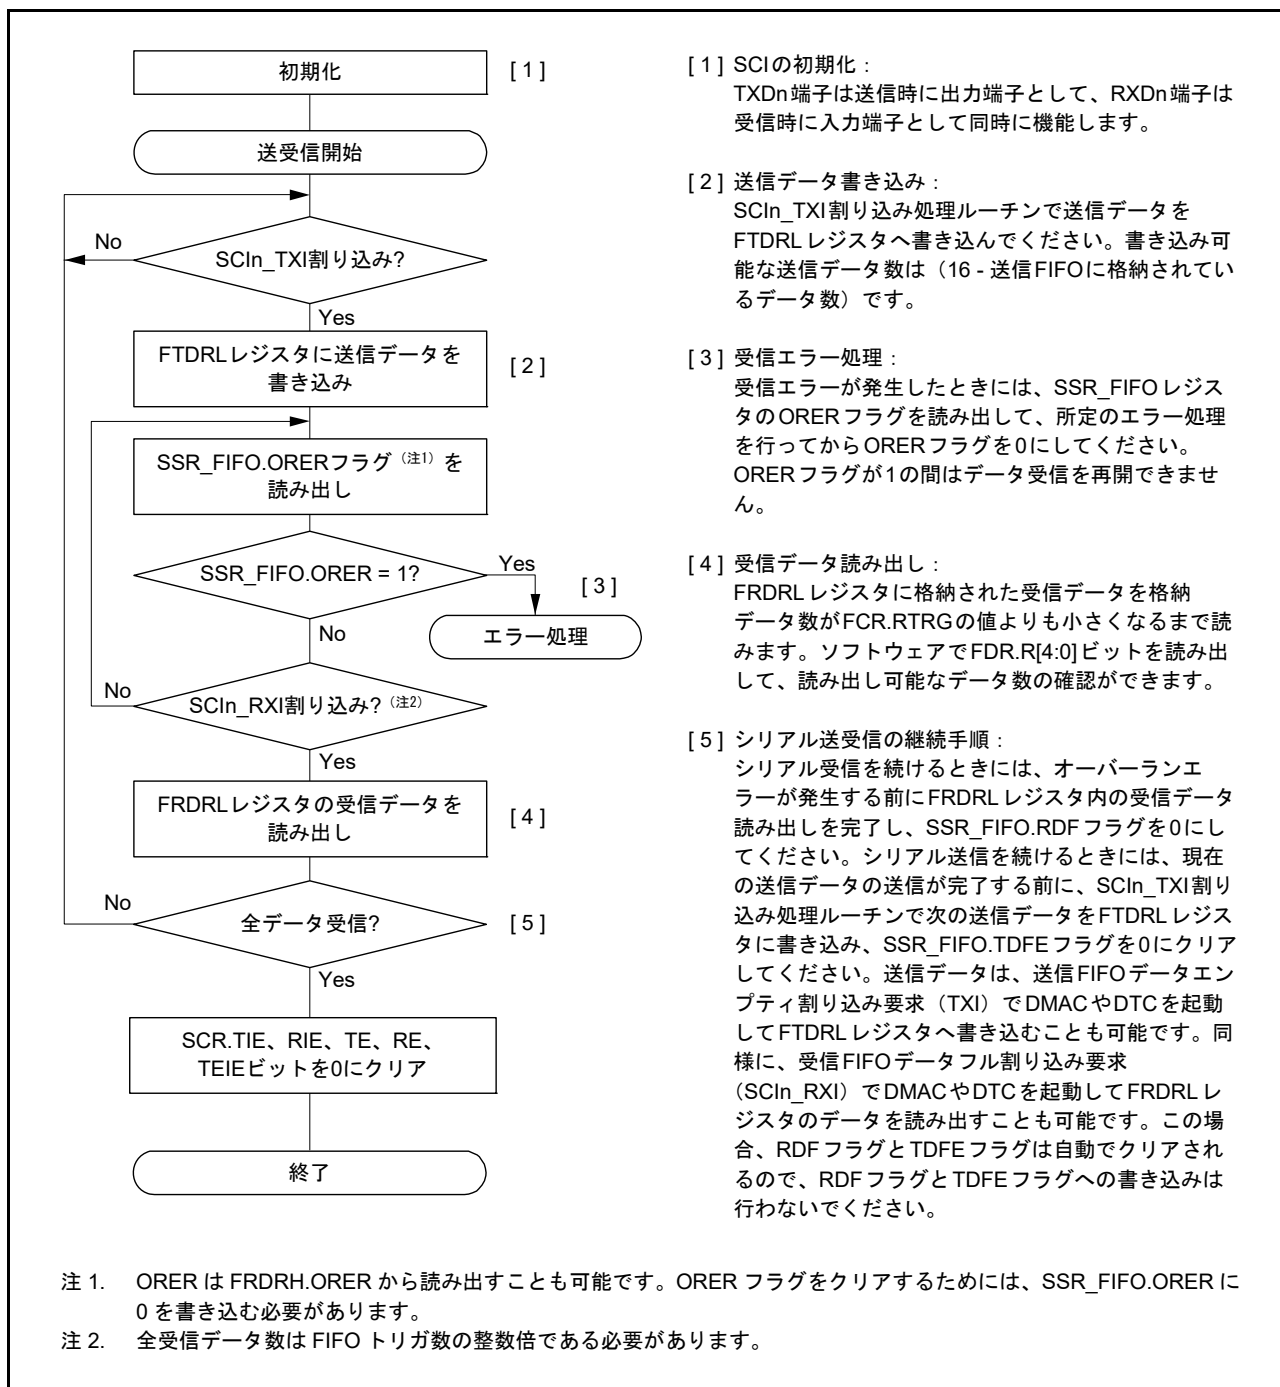 初期化
[ 1 ]
送受信開始
No
SCIn_TXI割り込み?
Yes
FTDRLレジスタに送信データを
書き込み
[ 2 ]
SSR_FIFO.ORERフラグ（注1）を
読み出し
SSR_FIFO.ORER = 1?
Yes
[ 3 ]
エラー処理
No
No
SCIn_RXI割り込み?（注2）
Yes
FRDRLレジスタの受信データを
読み出し
[ 4 ]
No
全データ受信?
[ 5 ]
Yes
SCR.TIE、RIE、TE、RE、
TEIEビットを0にクリア
終了
[ 1 ] SCIの初期化：
TXDn端子は送信時に出力端子として、RXDn端子は
受信時に入力端子として同時に機能します。
[ 2 ] 送信データ書き込み：
SCIn_TXI割り込み処理ルーチンで送信データを
FTDRLレジスタへ書き込んでください。書き込み可
能な送信データ数は（16 - 送信FIFOに格納されてい
るデータ数）です。
[ 3 ] 受信エラー処理：
受信エラーが発生したときには、SSR_FIFOレジス
タのORERフラグを読み出して、所定のエラー処理
を行ってからORERフラグを0にしてください。
ORERフラグが1の間はデータ受信を再開できませ
ん。
[ 4 ] 受信データ読み出し：
FRDRLレジスタに格納された受信データを格納
データ数がFCR.RTRGの値よりも小さくなるまで読
みます。ソフトウェアでFDR.R[4:0]ビットを読み出
して、読み出し可能なデータ数の確認ができます。
[ 5 ] シリアル送受信の継続手順：
シリアル受信を続けるときには、オーバーランエ
ラーが発生する前にFRDRLレジスタ内の受信データ
読み出しを完了し、SSR_FIFO.RDFフラグを0にし
てください。シリアル送信を続けるときには、現在
の送信データの送信が完了する前に、SCIn_TXI割り
込み処理ルーチンで次の送信データをFTDRLレジス
タに書き込み、SSR_FIFO.TDFEフラグを0にクリア
してください。送信データは、送信FIFOデータエン
プティ割り込み要求（TXI）でDMACやDTCを起動
してFTDRLレジスタへ書き込むことも可能です。同
様に、受信FIFOデータフル割り込み要求
（SCIn_RXI）でDMACやDTCを起動してFRDRLレ
ジスタのデータを読み出すことも可能です。この場
合、RDFフラグとTDFEフラグは自動でクリアされ
るので、RDFフラグとTDFEフラグへの書き込みは
行わないでください。
注 1. ORER は FRDRH.ORER から読み出すことも可能です。ORER フラグをクリアするためには、SSR_FIFO.ORER に
0 を書き込む必要があります。
注 2. 全受信データ数は FIFO トリガ数の整数倍である必要があります。